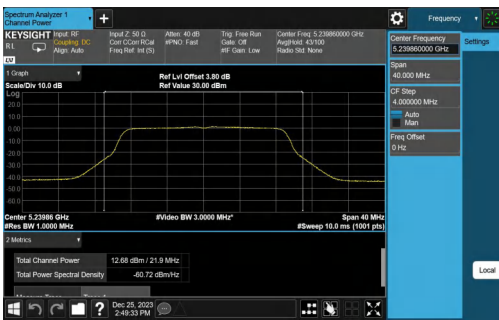 Spectrum Analyzer 1
Channel Power
Frequency
KEYSIGHT
RL
Input: RF
Coupling: DC
Align: Auto
Input Z: 50 Ω
Corr CCorr RCal
Freq Ref: Int (S)
Atten: 40 dB
#PNO: Fast
Trig: Free Run
Gate: Off
#IF Gain: Low
Center Freq: 5.239860000 GHz
Avg|Hold: 43/100
Radio Std: None
Center Frequency
5.239860000 GHz
Settings
Span
40.000 MHz
CF Step
4.000000 MHz
Auto
Man
Freq Offset
0 Hz
Local
1 Graph
Scale/Div 10.0 dB
Ref Lvl Offset 3.80 dB
Ref Value 30.00 dBm
Log
20.0
10.0
0.00
-10.0
-20.0
-30.0
-40.0
-50.0
-60.0
Center 5.23986 GHz
#Res BW 1.0000 MHz
#Video BW 3.0000 MHz*
Span 40 MHz
#Sweep 10.0 ms (1001 pts)
2 Metrics
Total Channel Power 12.68 dBm / 21.9 MHz
Total Power Spectral Density -60.72 dBm/Hz
?
Dec 25, 2023
2:49:33 PM